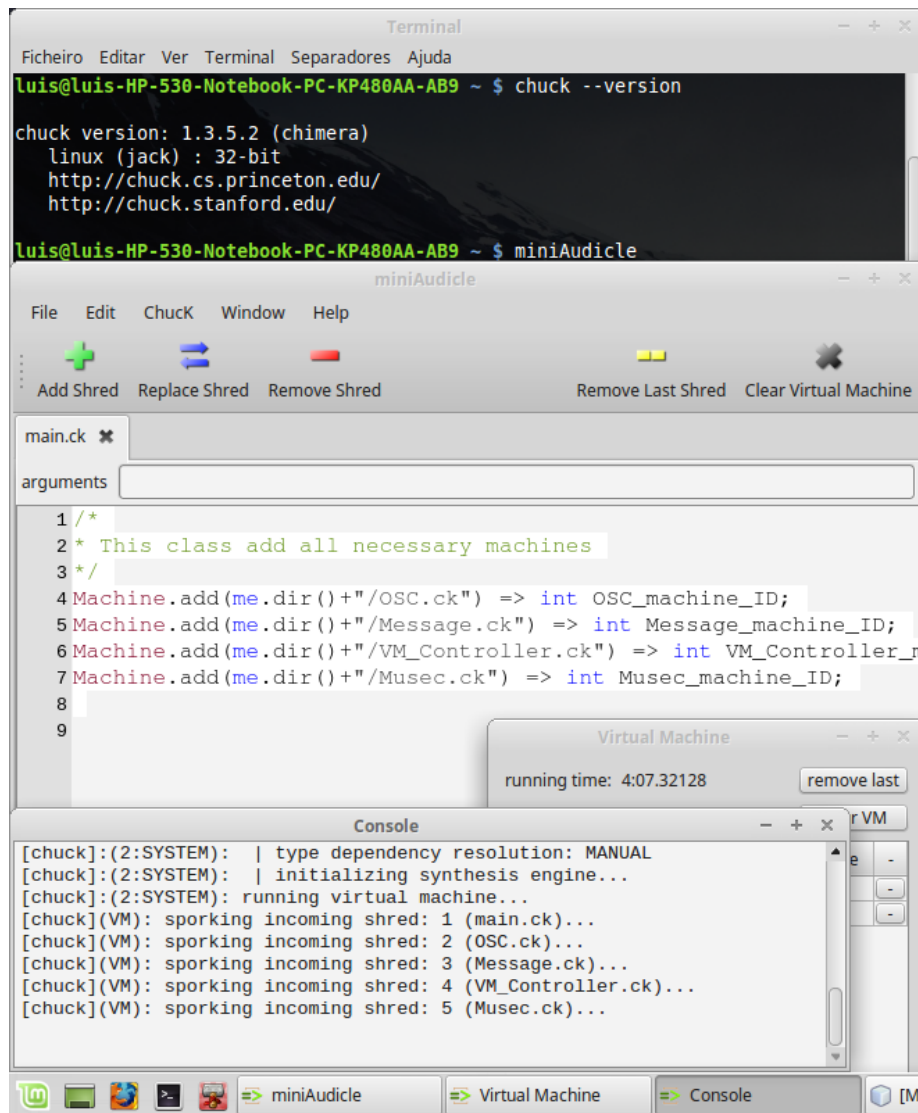 Terminal
Ficheiro Editar Ver Terminal Separadores Ajuda
luis@luis-HP-530-Notebook-PC-KP480AA-AB9 ~ $ chuck --version
chuck version: 1.3.5.2 (chimera)
linux (jack) : 32-bit
http://chuck.cs.princeton.edu/
http://chuck.stanford.edu/
luis@luis-HP-530-Notebook-PC-KP480AA-AB9 ~ $ miniAudicle
miniAudicle
File Edit ChucK Window Help
Add Shred Replace Shred Remove Shred Remove Last Shred Clear Virtual Machine
main.ck
arguments
1 /*
2 * This class add all necessary machines
3 */
4 Machine.add(me.dir()+"/OSC.ck") => int OSC_machine_ID;
5 Machine.add(me.dir()+"/Message.ck") => int Message_machine_ID;
6 Machine.add(me.dir()+"/VM_Controller.ck") => int VM_Controller_
7 Machine.add(me.dir()+"/Musec.ck") => int Musec_machine_ID;
8
9
Virtual Machine
running time: 4:07.32128 remove last
VM
e -
-
-
Console
[chuck]:(2:SYSTEM): | type dependency resolution: MANUAL
[chuck]:(2:SYSTEM): | initializing synthesis engine...
[chuck]:(2:SYSTEM): running virtual machine...
[chuck](VM): sporking incoming shred: 1 (main.ck)...
[chuck](VM): sporking incoming shred: 2 (OSC.ck)...
[chuck](VM): sporking incoming shred: 3 (Message.ck)...
[chuck](VM): sporking incoming shred: 4 (VM_Controller.ck)...
[chuck](VM): sporking incoming shred: 5 (Musec.ck)...
miniAudicle Virtual Machine Console [M